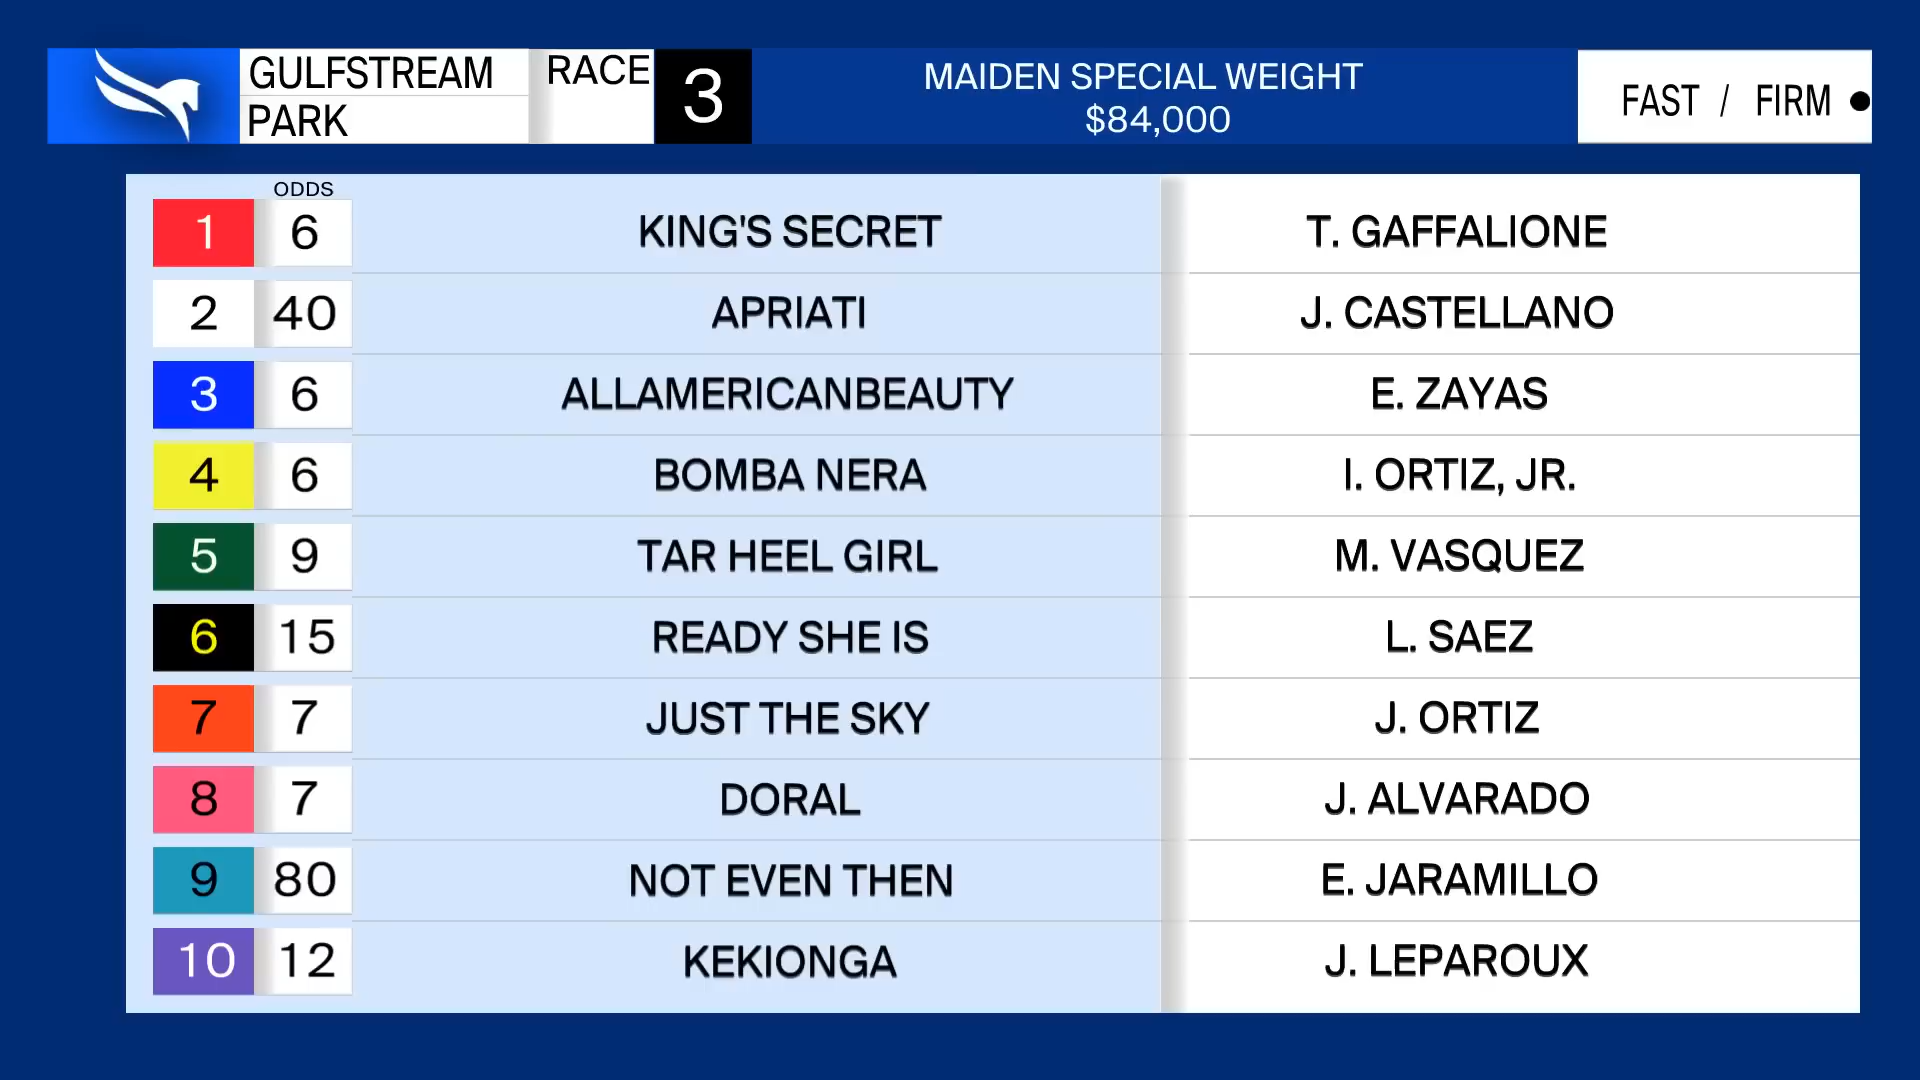 GULFSTREAM
PARK
RACE
3
MAIDEN SPECIAL WEIGHT
$84,000
FAST / FIRM
ODDS
1 6 KING'S SECRET T. GAFFALIONE
2 40 APRIATI J. CASTELLANO
3 6 ALLAMERICANBEAUTY E. ZAYAS
4 6 BOMBA NERA I. ORTIZ, JR.
5 9 TAR HEEL GIRL M. VASQUEZ
6 15 READY SHE IS L. SAEZ
7 7 JUST THE SKY J. ORTIZ
8 7 DORAL J. ALVARADO
9 80 NOT EVEN THEN E. JARAMILLO
10 12 KEKIONGA J. LEPAROUX